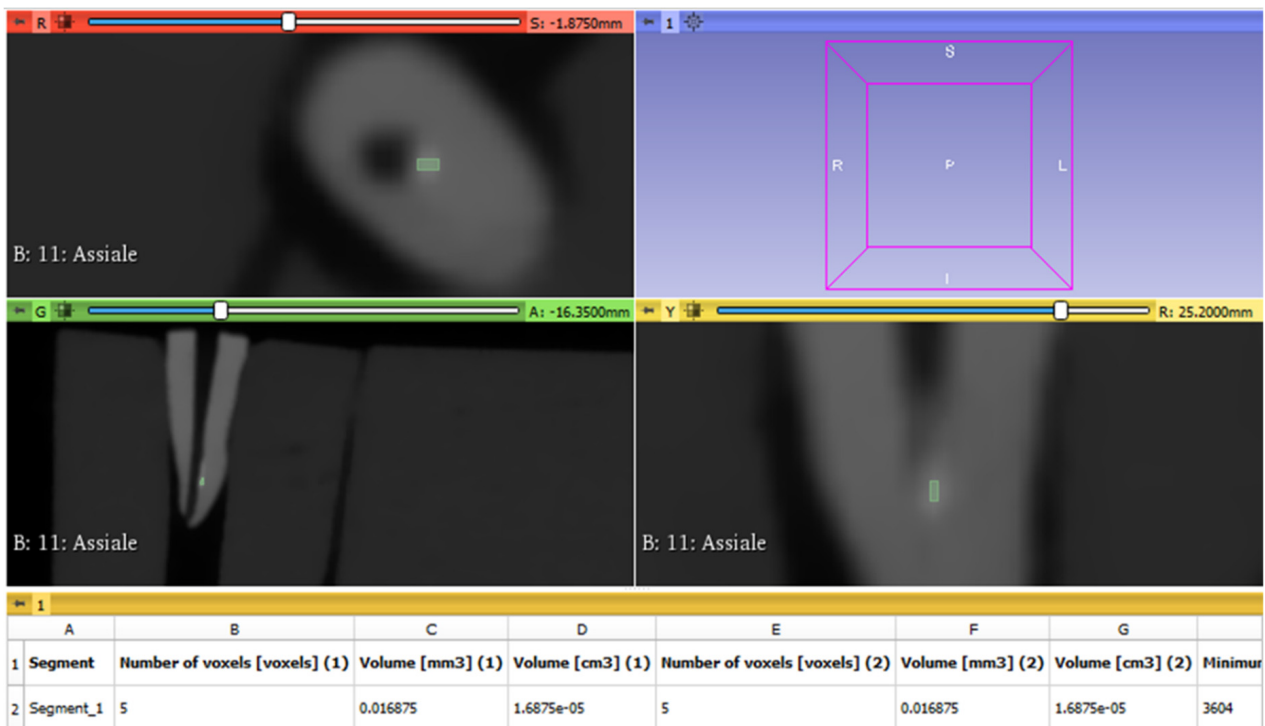 R S: -1.8750mm
B: 11: Assiale
1
S
R P L
I
G A: -16.3500mm
B: 11: Assiale
Y R: 25.2000mm
B: 11: Assiale
1
A B C D E F G
1 Segment Number of voxels [voxels] (1) Volume [mm3] (1) Volume [cm3] (1) Number of voxels [voxels] (2) Volume [mm3] (2) Volume [cm3] (2) Minimur
2 Segment_1 5 0.016875 1.6875e-05 5 0.016875 1.6875e-05 3604